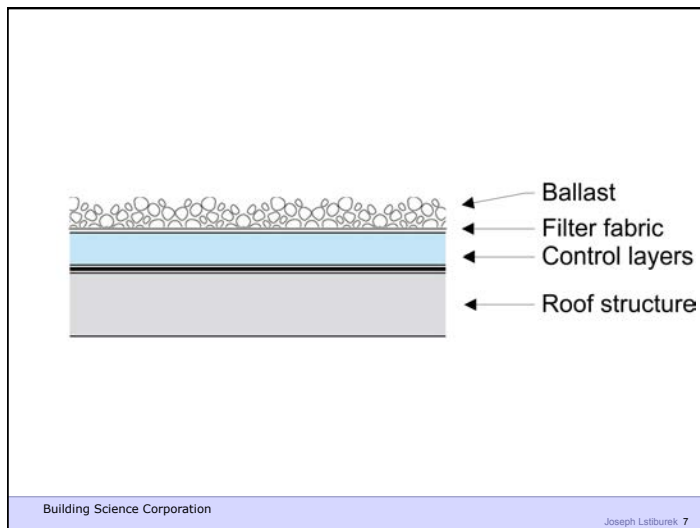 Ballast
Filter fabric
Control layers
Roof structure
Building Science Corporation
Joseph Lstiburek 7